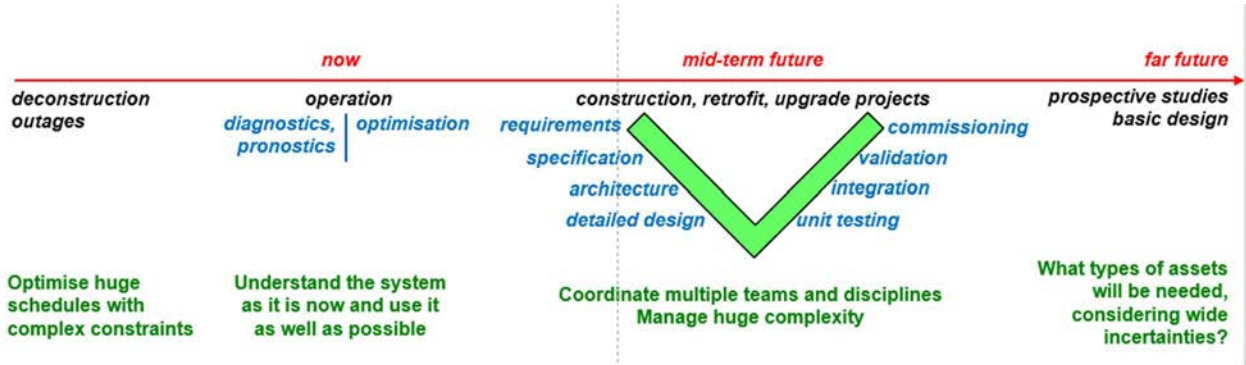 now
mid-term future
far future
deconstruction
outages
operation
diagnostics,
pronostics
optimisation
construction, retrofit, upgrade projects
requirements
specification
architecture
detailed design
commissioning
validation
integration
unit testing
prospective studies
basic design
Optimise huge
schedules with
complex constraints
Understand the system
as it is now and use it
as well as possible
Coordinate multiple teams and disciplines
Manage huge complexity
What types of assets
will be needed,
considering wide
incertainties?